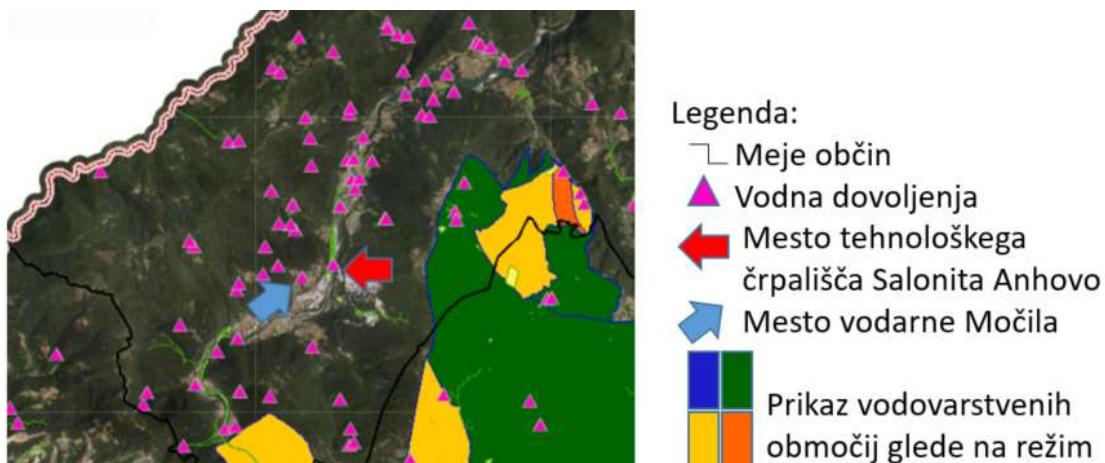 Legenda:
Meje občin
Vodna dovoljenja
Mesto tehnološkega
črpališča Salonita Anhovo
Mesto vodarne Močila
Prikaz vodovarstvenih
območij glede na režim